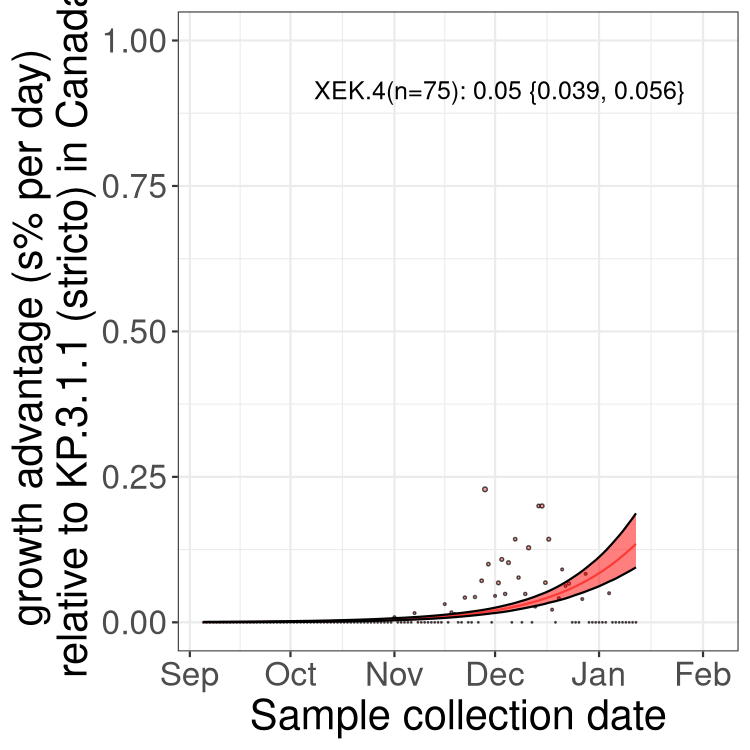 growth advantage (s% per day)
relative to KP.3.1.1 (stricto) in Canada
1.00
0.75
0.50
0.25
0.00
XEK.4(n=75): 0.05 {0.039, 0.056}
Sep Oct Nov Dec Jan Feb
Sample collection date